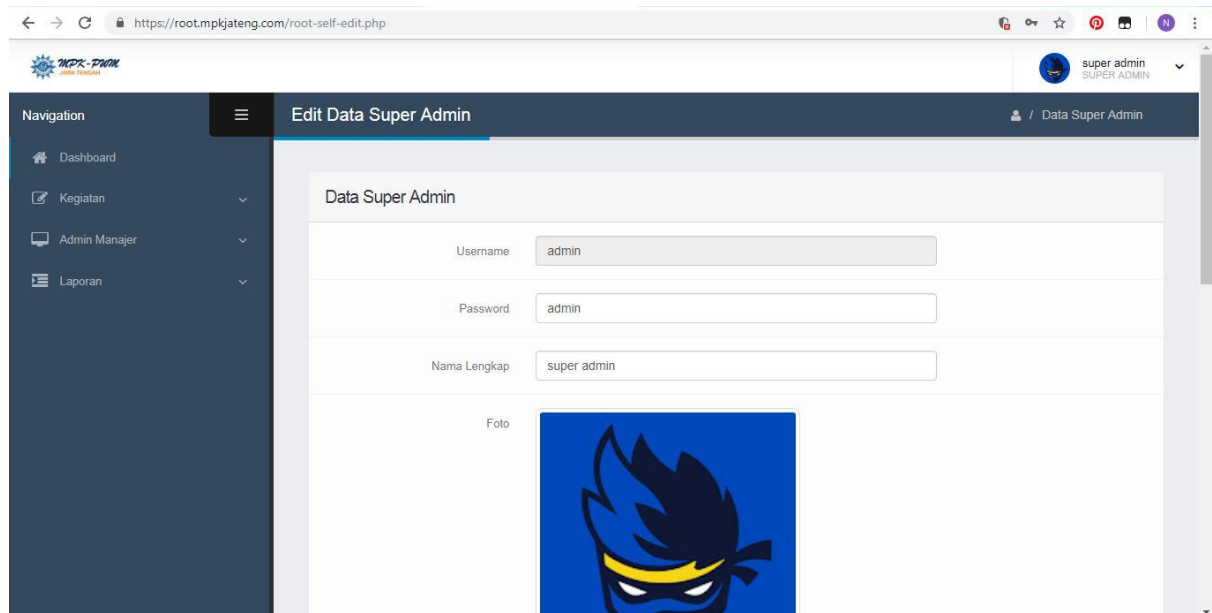 https://root.mpkjateng.com/root-self-edit.php
N
MPK-PWM
JAWA TENGAH
super admin
SUPER ADMIN
Navigation
Edit Data Super Admin
/ Data Super Admin
Dashboard
Kegiatan
Admin Manajer
Laporan
Data Super Admin
Username
admin
Password
admin
Nama Lengkap
super admin
Foto